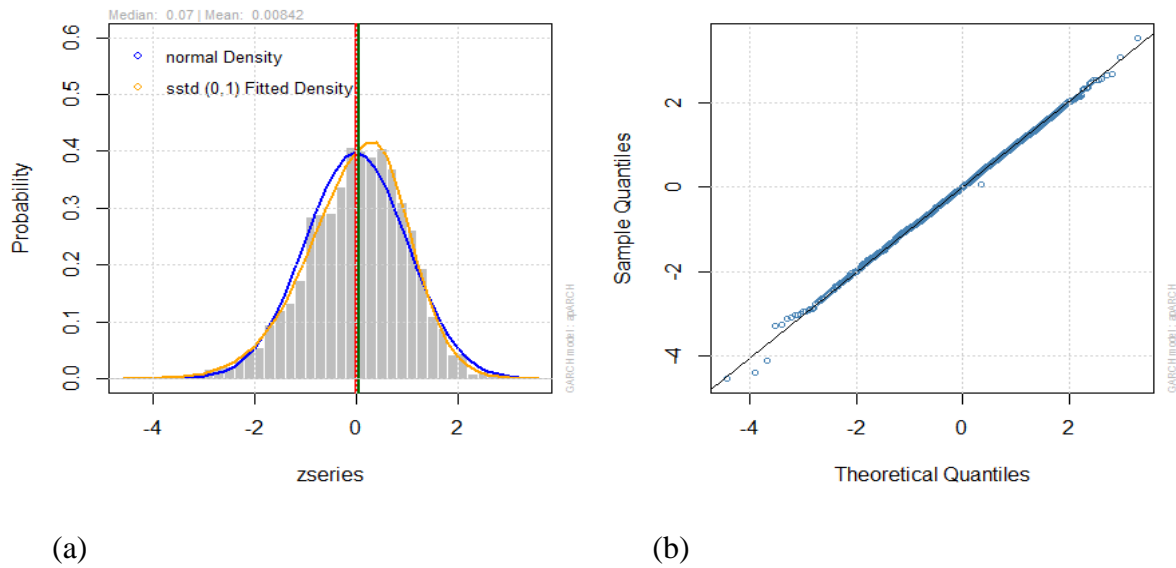 Median: 0.07 | Mean: 0.00842
normal Density
sstd (0,1) Fitted Density
Probability
0.0 0.1 0.2 0.3 0.4 0.5 0.6
-4 -2 0 2
zseries
GARCH model : apARCH
(a)
Sample Quantiles
-4 -2 0 2
-4 -2 0 2
Theoretical Quantiles
GARCH model : apARCH
(b)